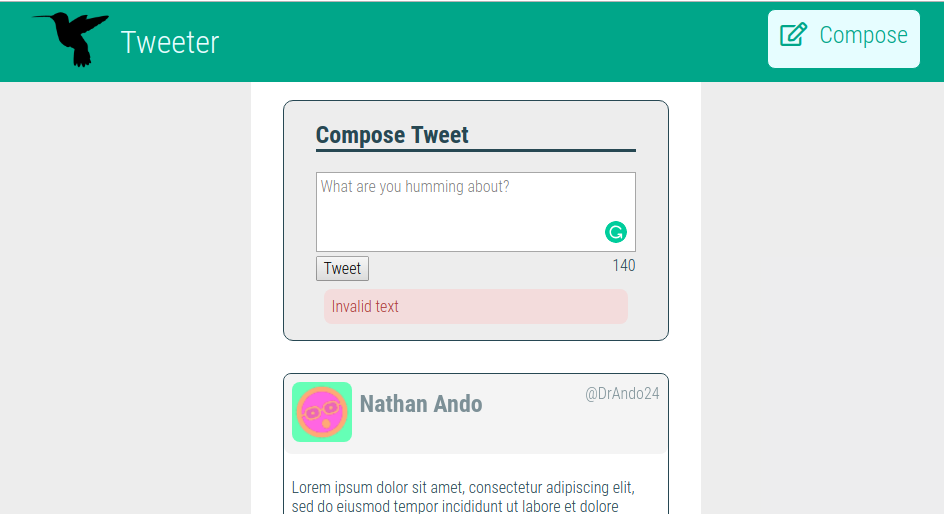 Tweeter
Compose
Compose Tweet
What are you humming about?
Tweet
140
Invalid text
Nathan Ando
@DrAndo24
Lorem ipsum dolor sit amet, consectetur adipiscing elit,
sed do eiusmod tempor incididunt ut labore et dolore